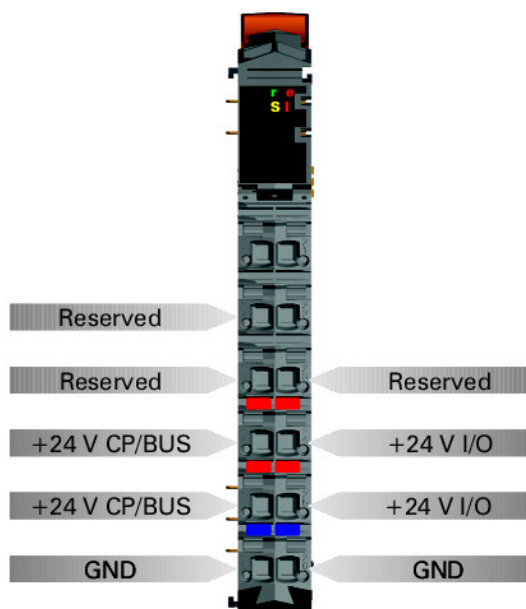 r e
S l
Reserved
Reserved Reserved
+24 V CP/BUS +24 V I/O
+24 V CP/BUS +24 V I/O
GND GND